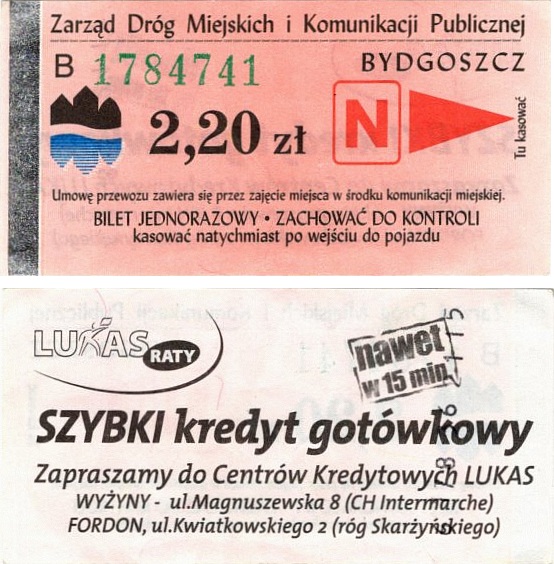 Zarząd Dróg Miejskich i Komunikacji Publicznej
B 1784741 BYDGOSZCZ
2,20 zł N Tu kasować
Umowę przewozu zawiera się przez zajęcie miejsca w środku komunikacji miejskiej.
BILET JEDNORAZOWY • ZACHOWAĆ DO KONTROLI
kasować natychmiast po wejściu do pojazdu
LUKAS RATY
nawet
w 15 min
SZYBKI kredyt gotówkowy
Zapraszamy do Centrów Kredytowych LUKAS
WYŻYNY - ul.Magnuszewska 8 (CH Intermarche)
FORDON, ul.Kwiatkowskiego 2 (róg Skarżyńskiego)